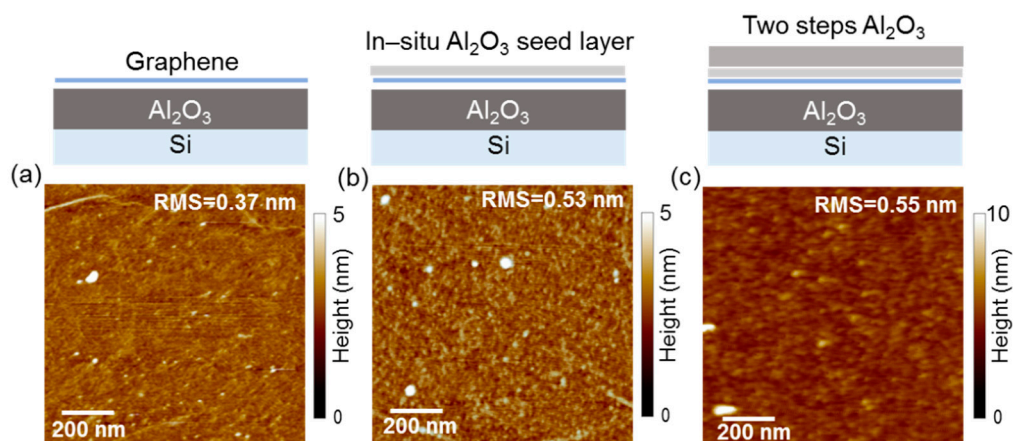 Graphene
Al₂O₃
Si
In–situ Al₂O₃ seed layer
Al₂O₃
Si
Two steps Al₂O₃
Al₂O₃
Si
(a)
RMS=0.37 nm
200 nm
5
Height (nm)
0
(b)
RMS=0.53 nm
200 nm
5
Height (nm)
0
(c)
RMS=0.55 nm
200 nm
10
Height (nm)
0